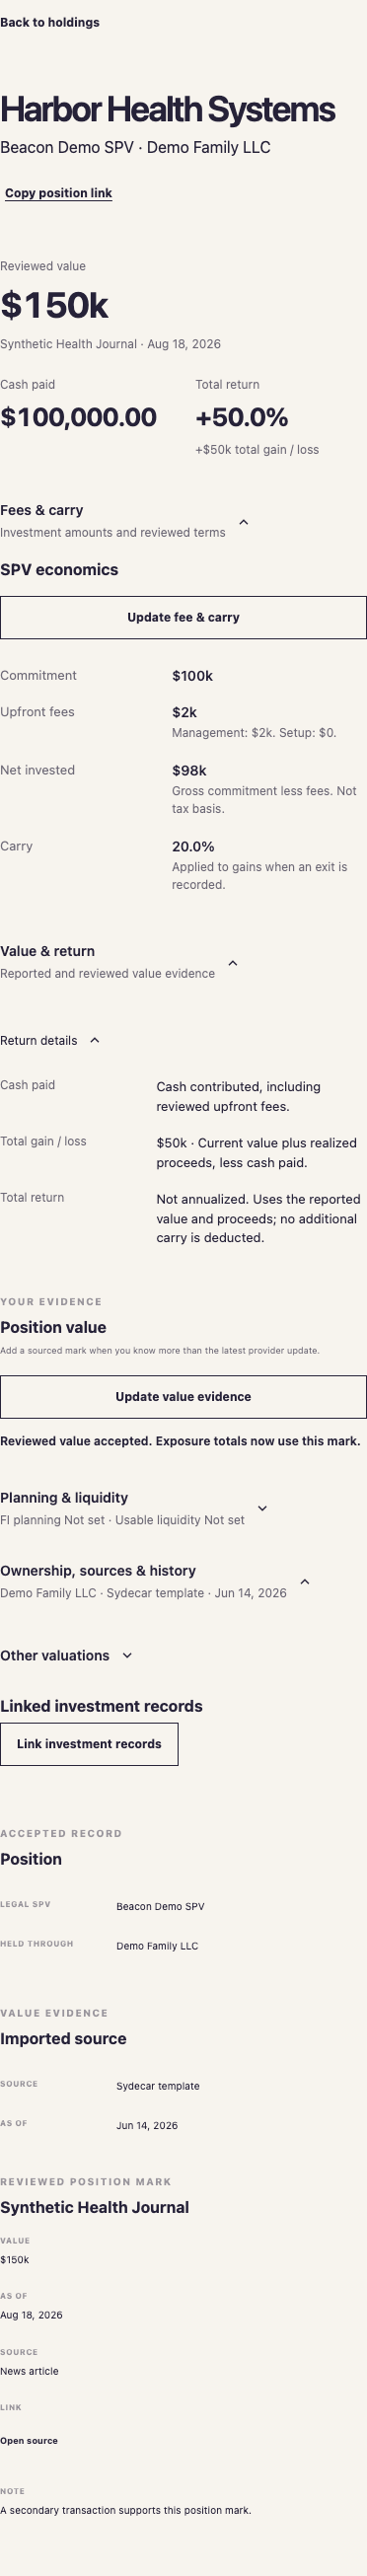 Back to holdings
Harbor Health Systems
Beacon Demo SPV · Demo Family LLC
Copy position link
Reviewed value
$150k
Synthetic Health Journal · Aug 18, 2026
Cash paid
$100,000.00
Total return
+50.0%
+$50k total gain / loss
Fees & carry
Investment amounts and reviewed terms
SPV economics
Update fee & carry
Commitment
$100k
Upfront fees
$2k
Management: $2k. Setup: $0.
Net invested
$98k
Gross commitment less fees. Not
tax basis.
Carry
20.0%
Applied to gains when an exit is
recorded.
Value & return
Reported and reviewed value evidence
Return details
Cash paid
Cash contributed, including
reviewed upfront fees.
Total gain / loss
$50k · Current value plus realized
proceeds, less cash paid.
Total return
Not annualized. Uses the reported
value and proceeds; no additional
carry is deducted.
YOUR EVIDENCE
Position value
Add a sourced mark when you know more than the latest provider update.
Update value evidence
Reviewed value accepted. Exposure totals now use this mark.
Planning & liquidity
FI planning Not set · Usable liquidity Not set
Ownership, sources & history
Demo Family LLC · Sydecar template · Jun 14, 2026
Other valuations
Linked investment records
Link investment records
ACCEPTED RECORD
Position
LEGAL SPV
Beacon Demo SPV
HELD THROUGH
Demo Family LLC
VALUE EVIDENCE
Imported source
SOURCE
Sydecar template
AS OF
Jun 14, 2026
REVIEWED POSITION MARK
Synthetic Health Journal
VALUE
$150k
AS OF
Aug 18, 2026
SOURCE
News article
LINK
Open source
NOTE
A secondary transaction supports this position mark.